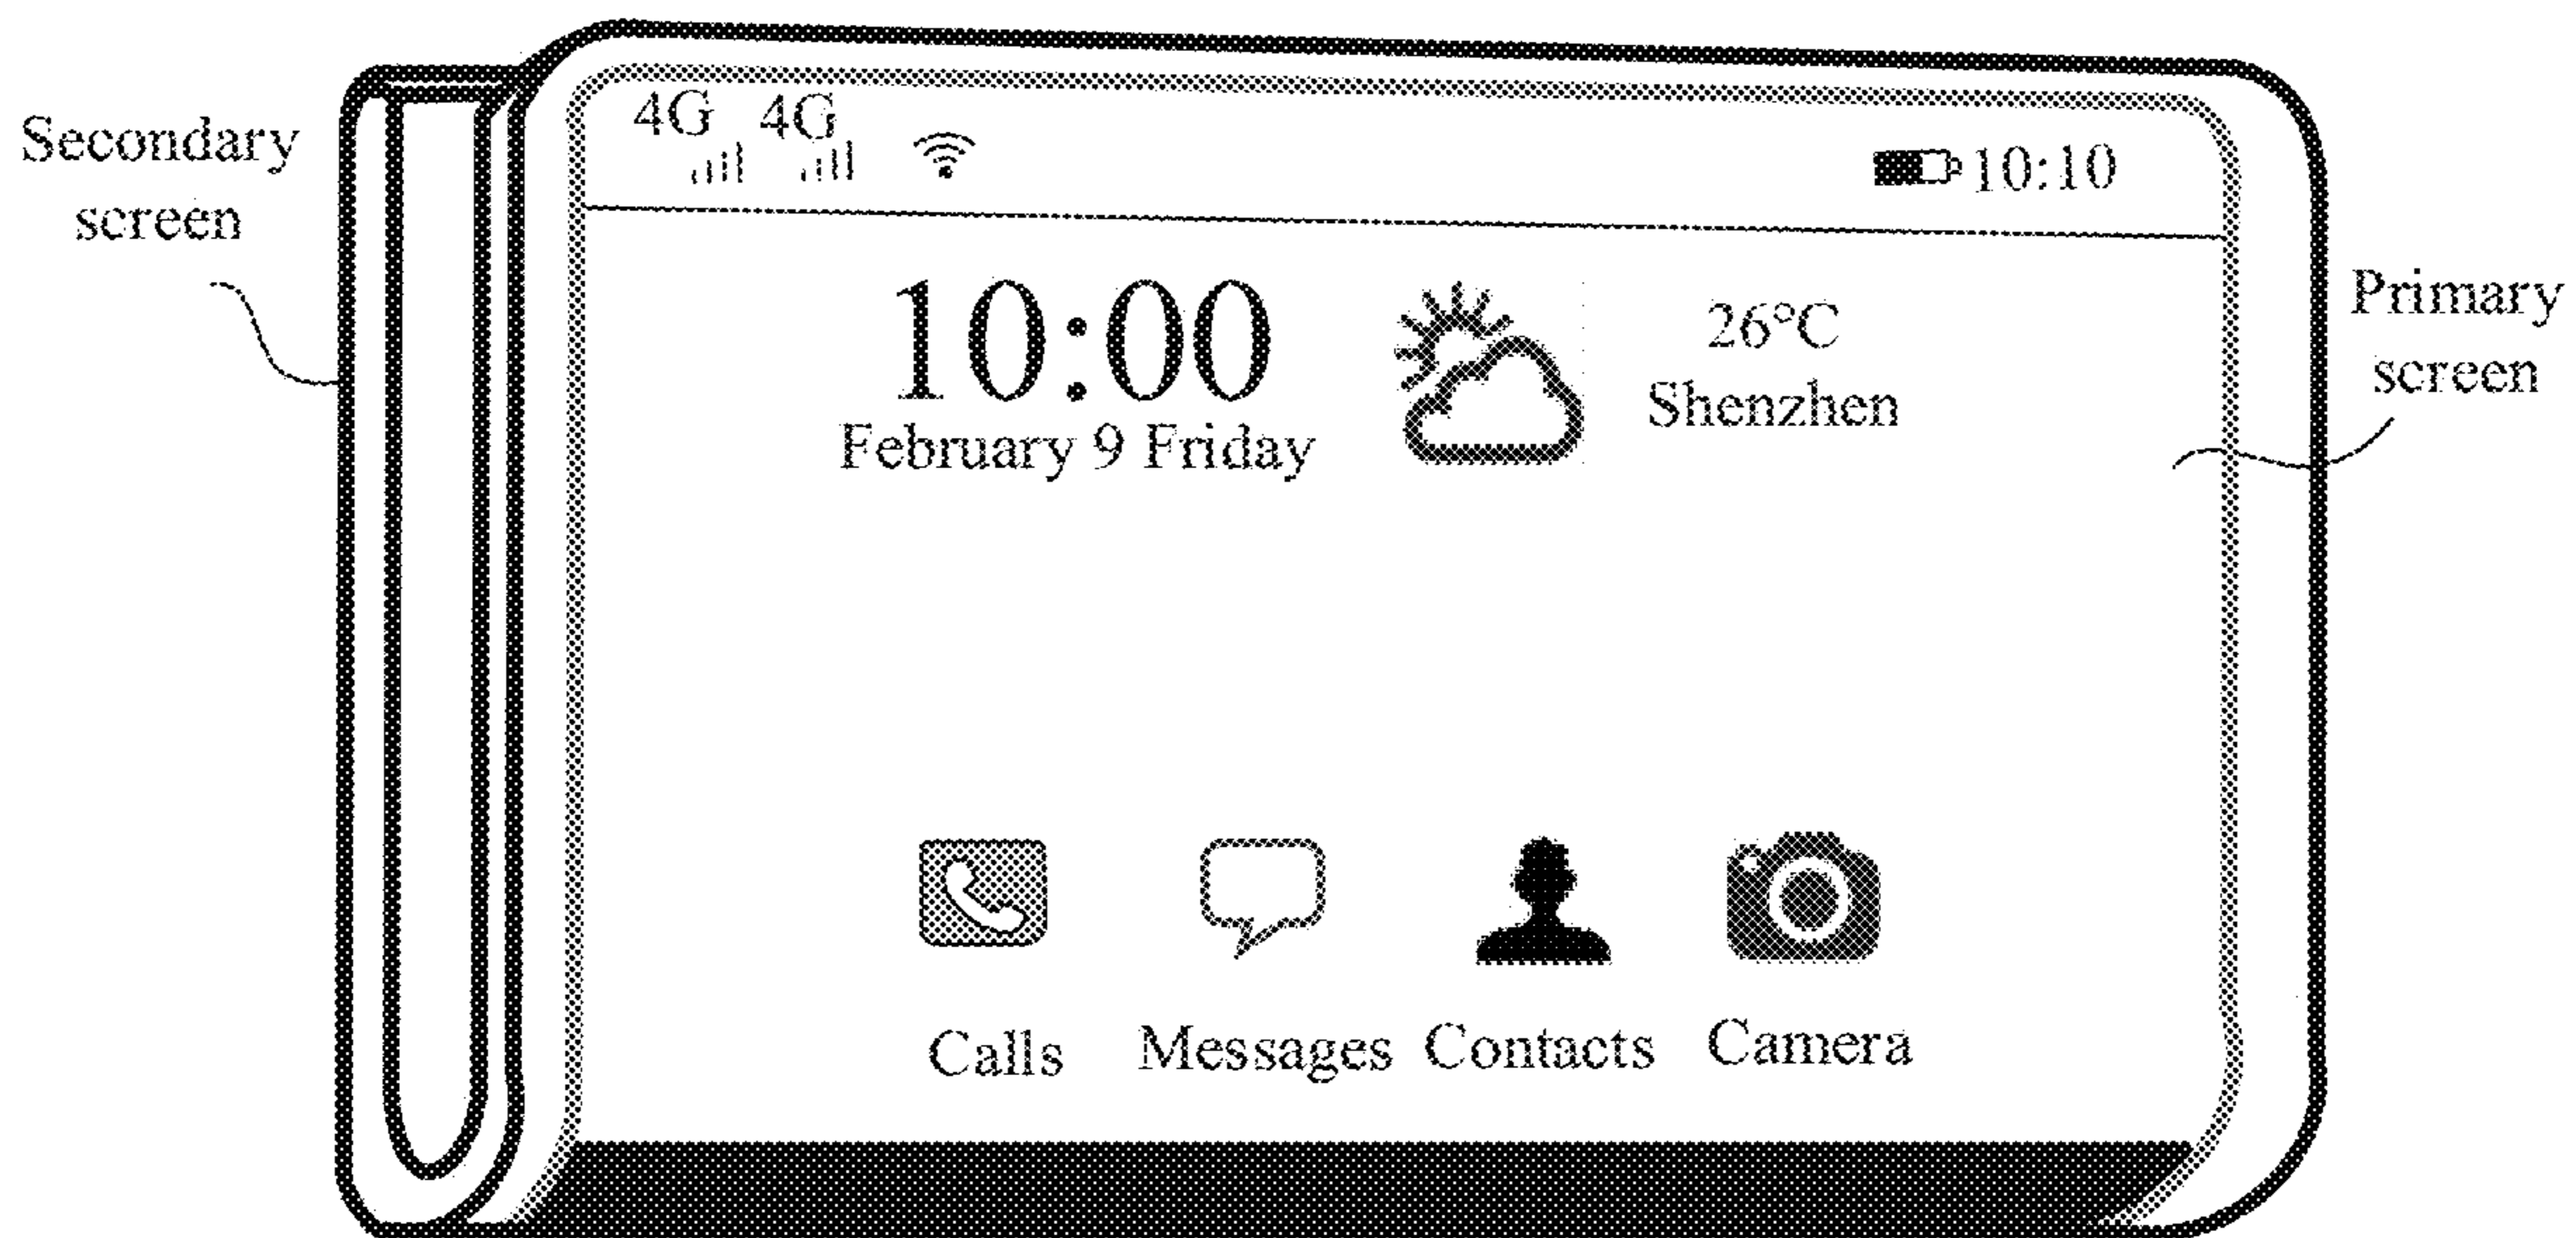 Secondary
screen
4G 4G
10:10
10:00
February 9 Friday
26°C
Shenzhen
Primary
screen
Calls Messages Contacts Camera